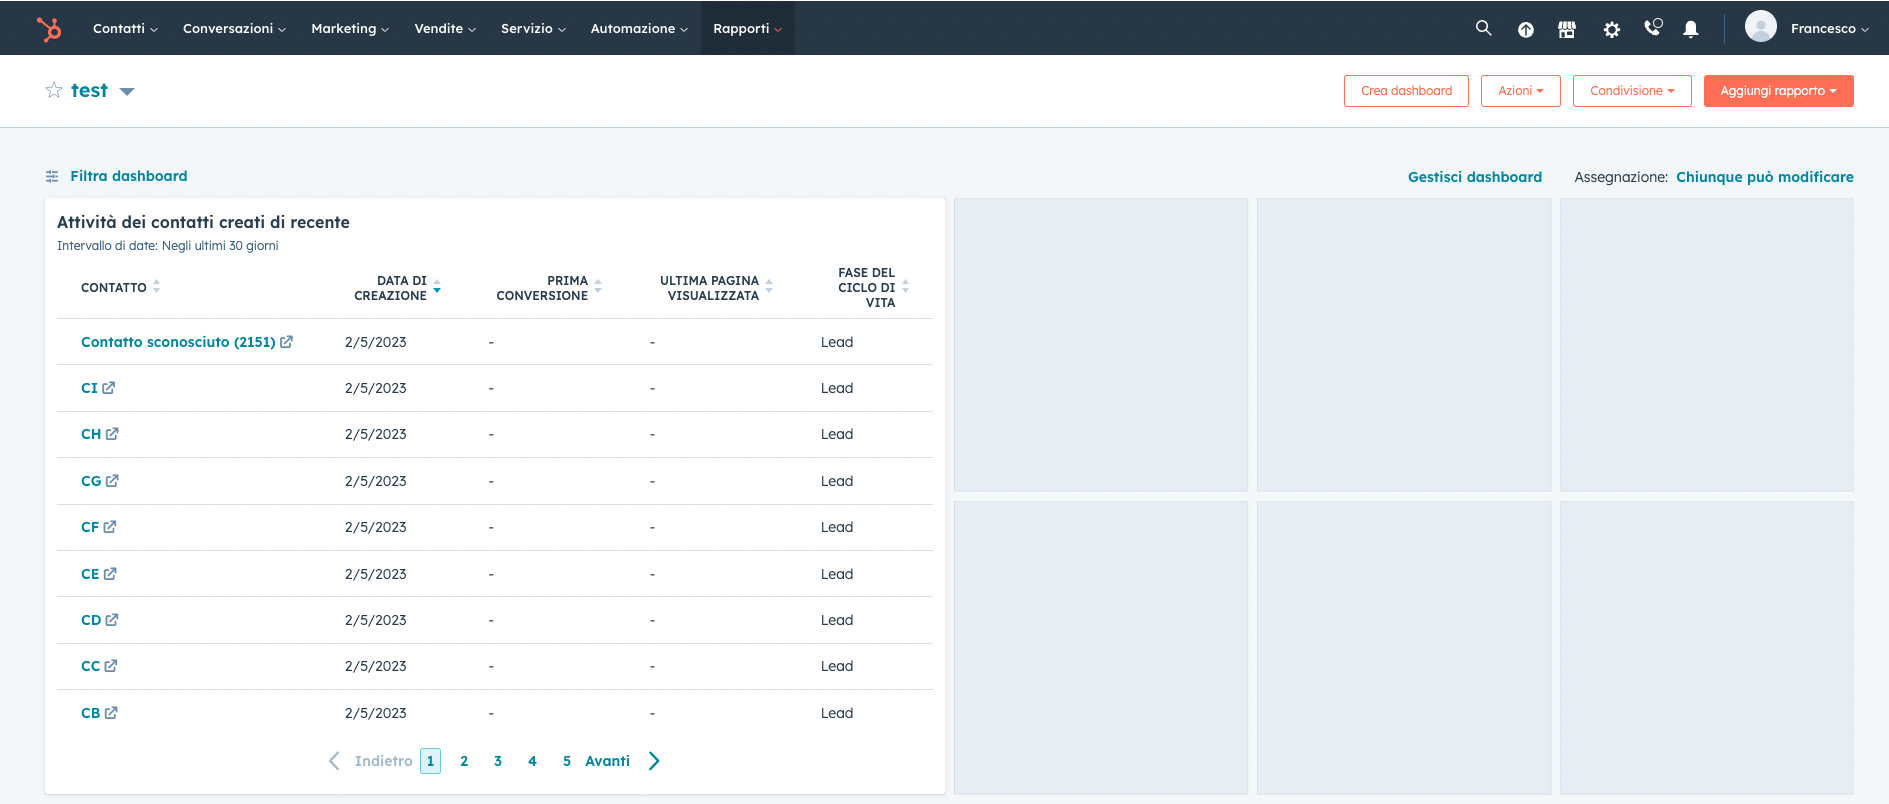 Contatti Conversazioni Marketing Vendite Servizio Automazione Rapporti Francesco
test Crea dashboard Azioni Condivisione Aggiungi rapporto
Filtra dashboard Gestisci dashboard Assegnazione: Chiunque può modificare
Attività dei contatti creati di recente
Intervallo di date: Negli ultimi 30 giorni
CONTATTO DATA DI CREAZIONE PRIMA CONVERSIONE ULTIMA PAGINA VISUALIZZATA FASE DEL CICLO DI VITA
Contatto sconosciuto (2151) 2/5/2023 - - Lead
CI 2/5/2023 - - Lead
CH 2/5/2023 - - Lead
CG 2/5/2023 - - Lead
CF 2/5/2023 - - Lead
CE 2/5/2023 - - Lead
CD 2/5/2023 - - Lead
CC 2/5/2023 - - Lead
CB 2/5/2023 - - Lead
Indietro 1 2 3 4 5 Avanti